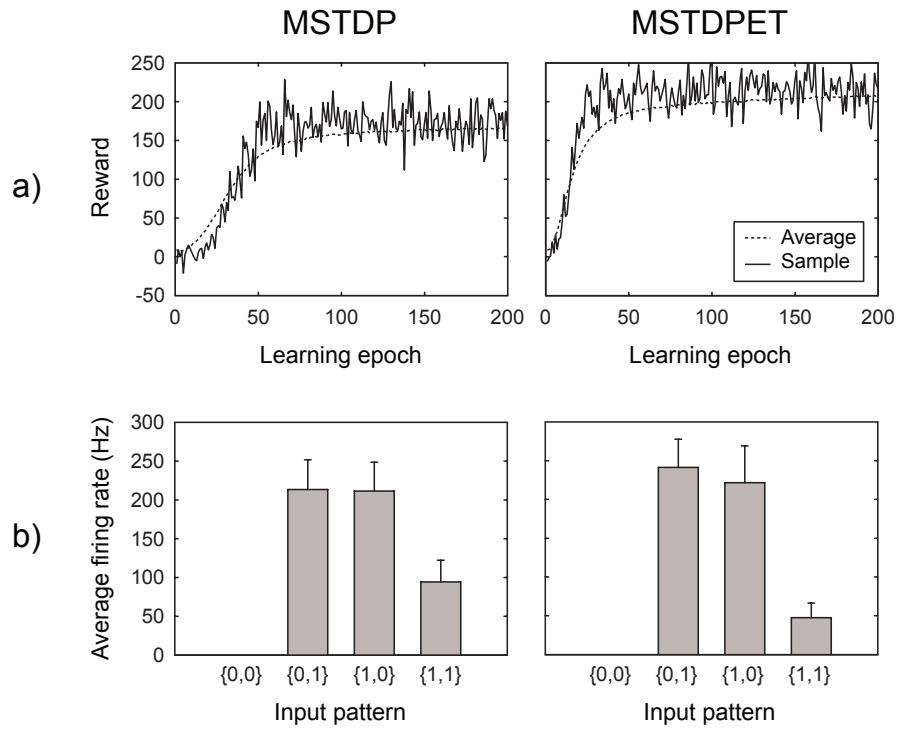 MSTDP MSTDPET
a)
Reward
250
200
150
100
50
0
-50
0 50 100 150 200
0 50 100 150 200
Average
Sample
Learning epoch
Learning epoch
b)
Average firing rate (Hz)
300
250
200
150
100
50
0
{0,0} {0,1} {1,0} {1,1}
{0,0} {0,1} {1,0} {1,1}
Input pattern
Input pattern